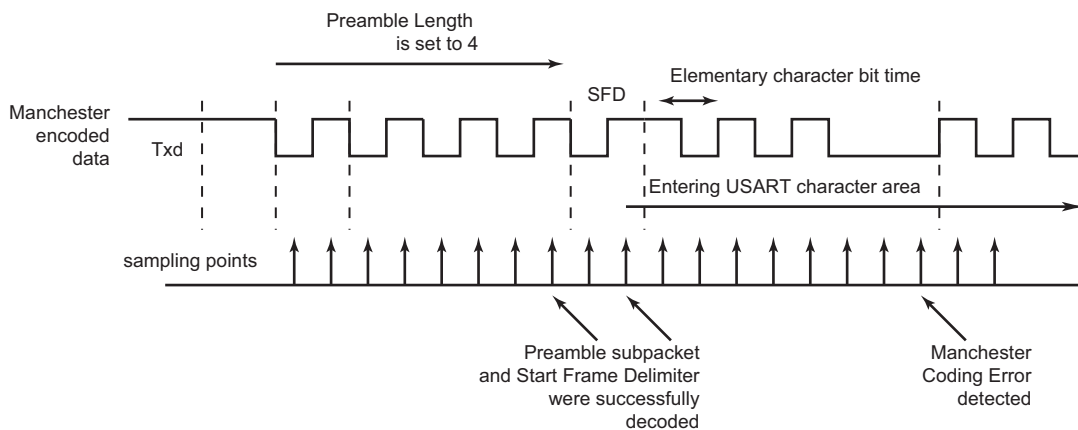 Preamble Length
is set to 4
Elementary character bit time
SFD
Manchester
encoded
data
Txd
Entering USART character area
sampling points
Preamble subpacket
and Start Frame Delimiter
were successfully
decoded
Manchester
Coding Error
detected